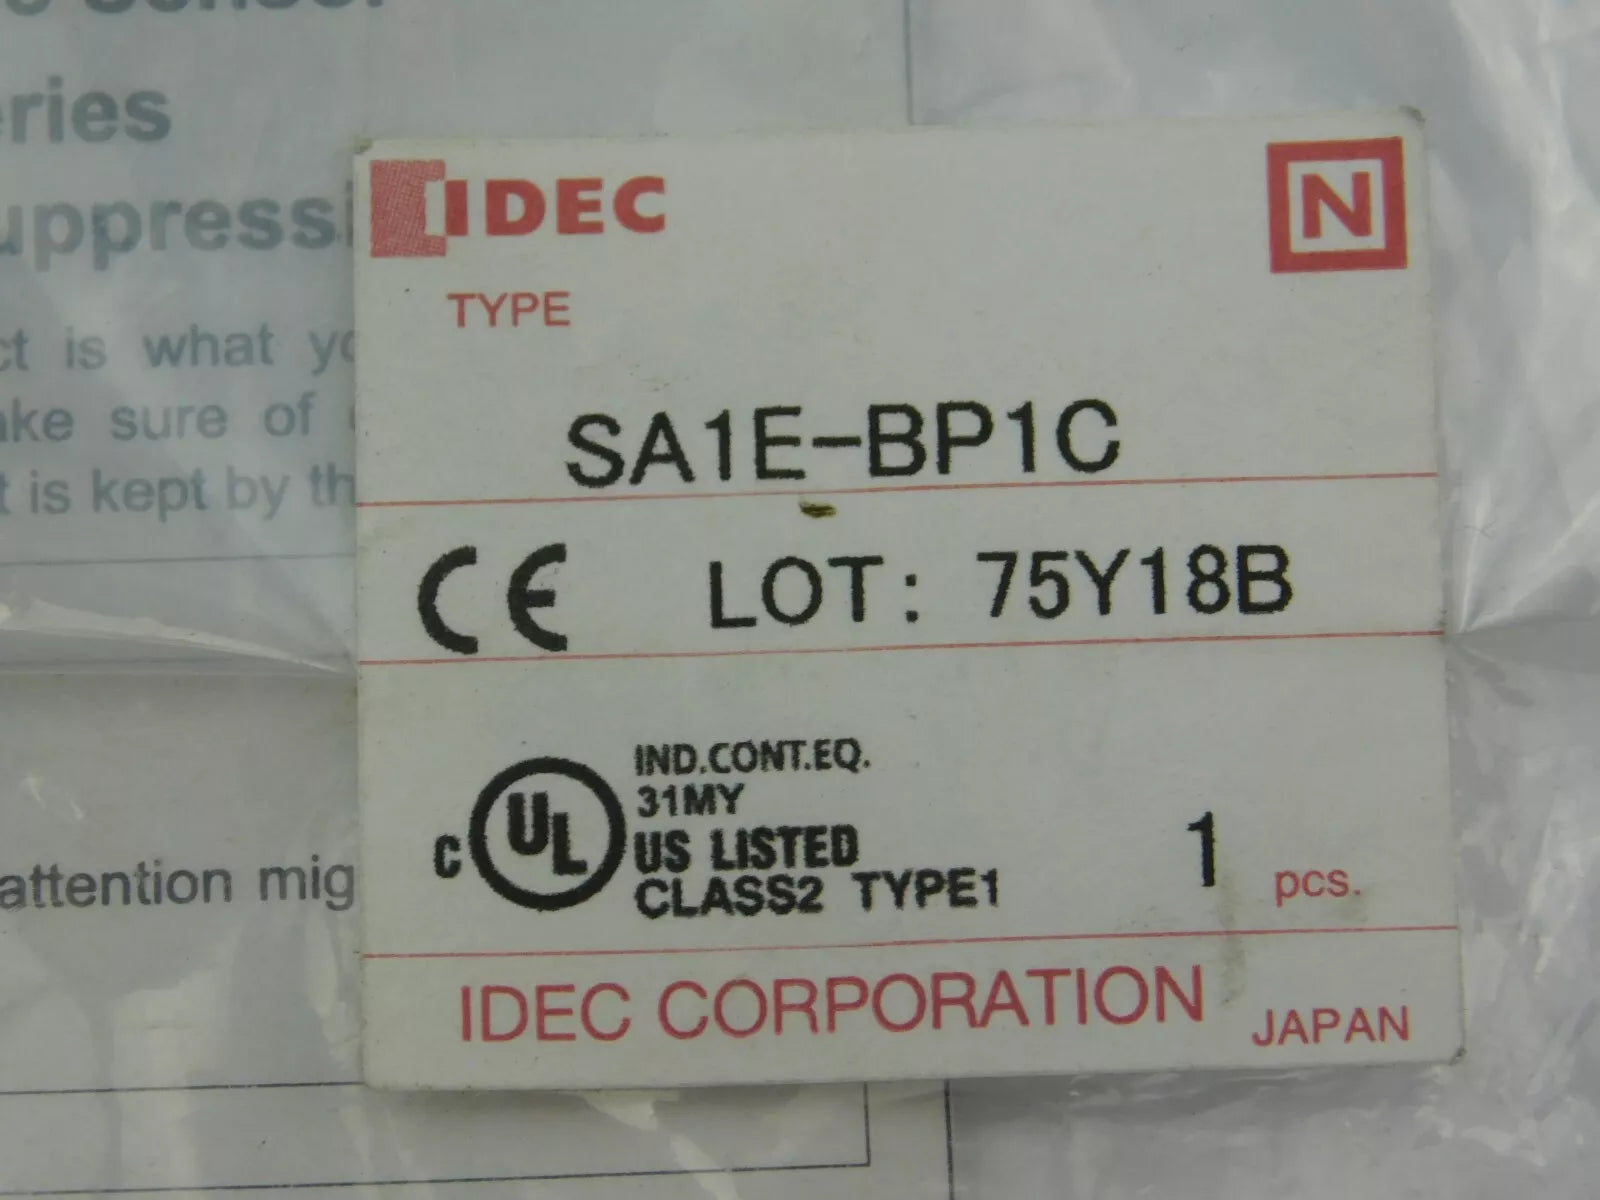 eries
uppressi
IDEC
N
TYPE
ct is what yo
SA1E-BP1C
ake sure of
t is kept by th
CE LOT: 75Y18B
IND.CONT.EQ.
31MY
C UL US LISTED
CLASS2 TYPE1
1 pcs.
attention mig
IDEC CORPORATION JAPAN